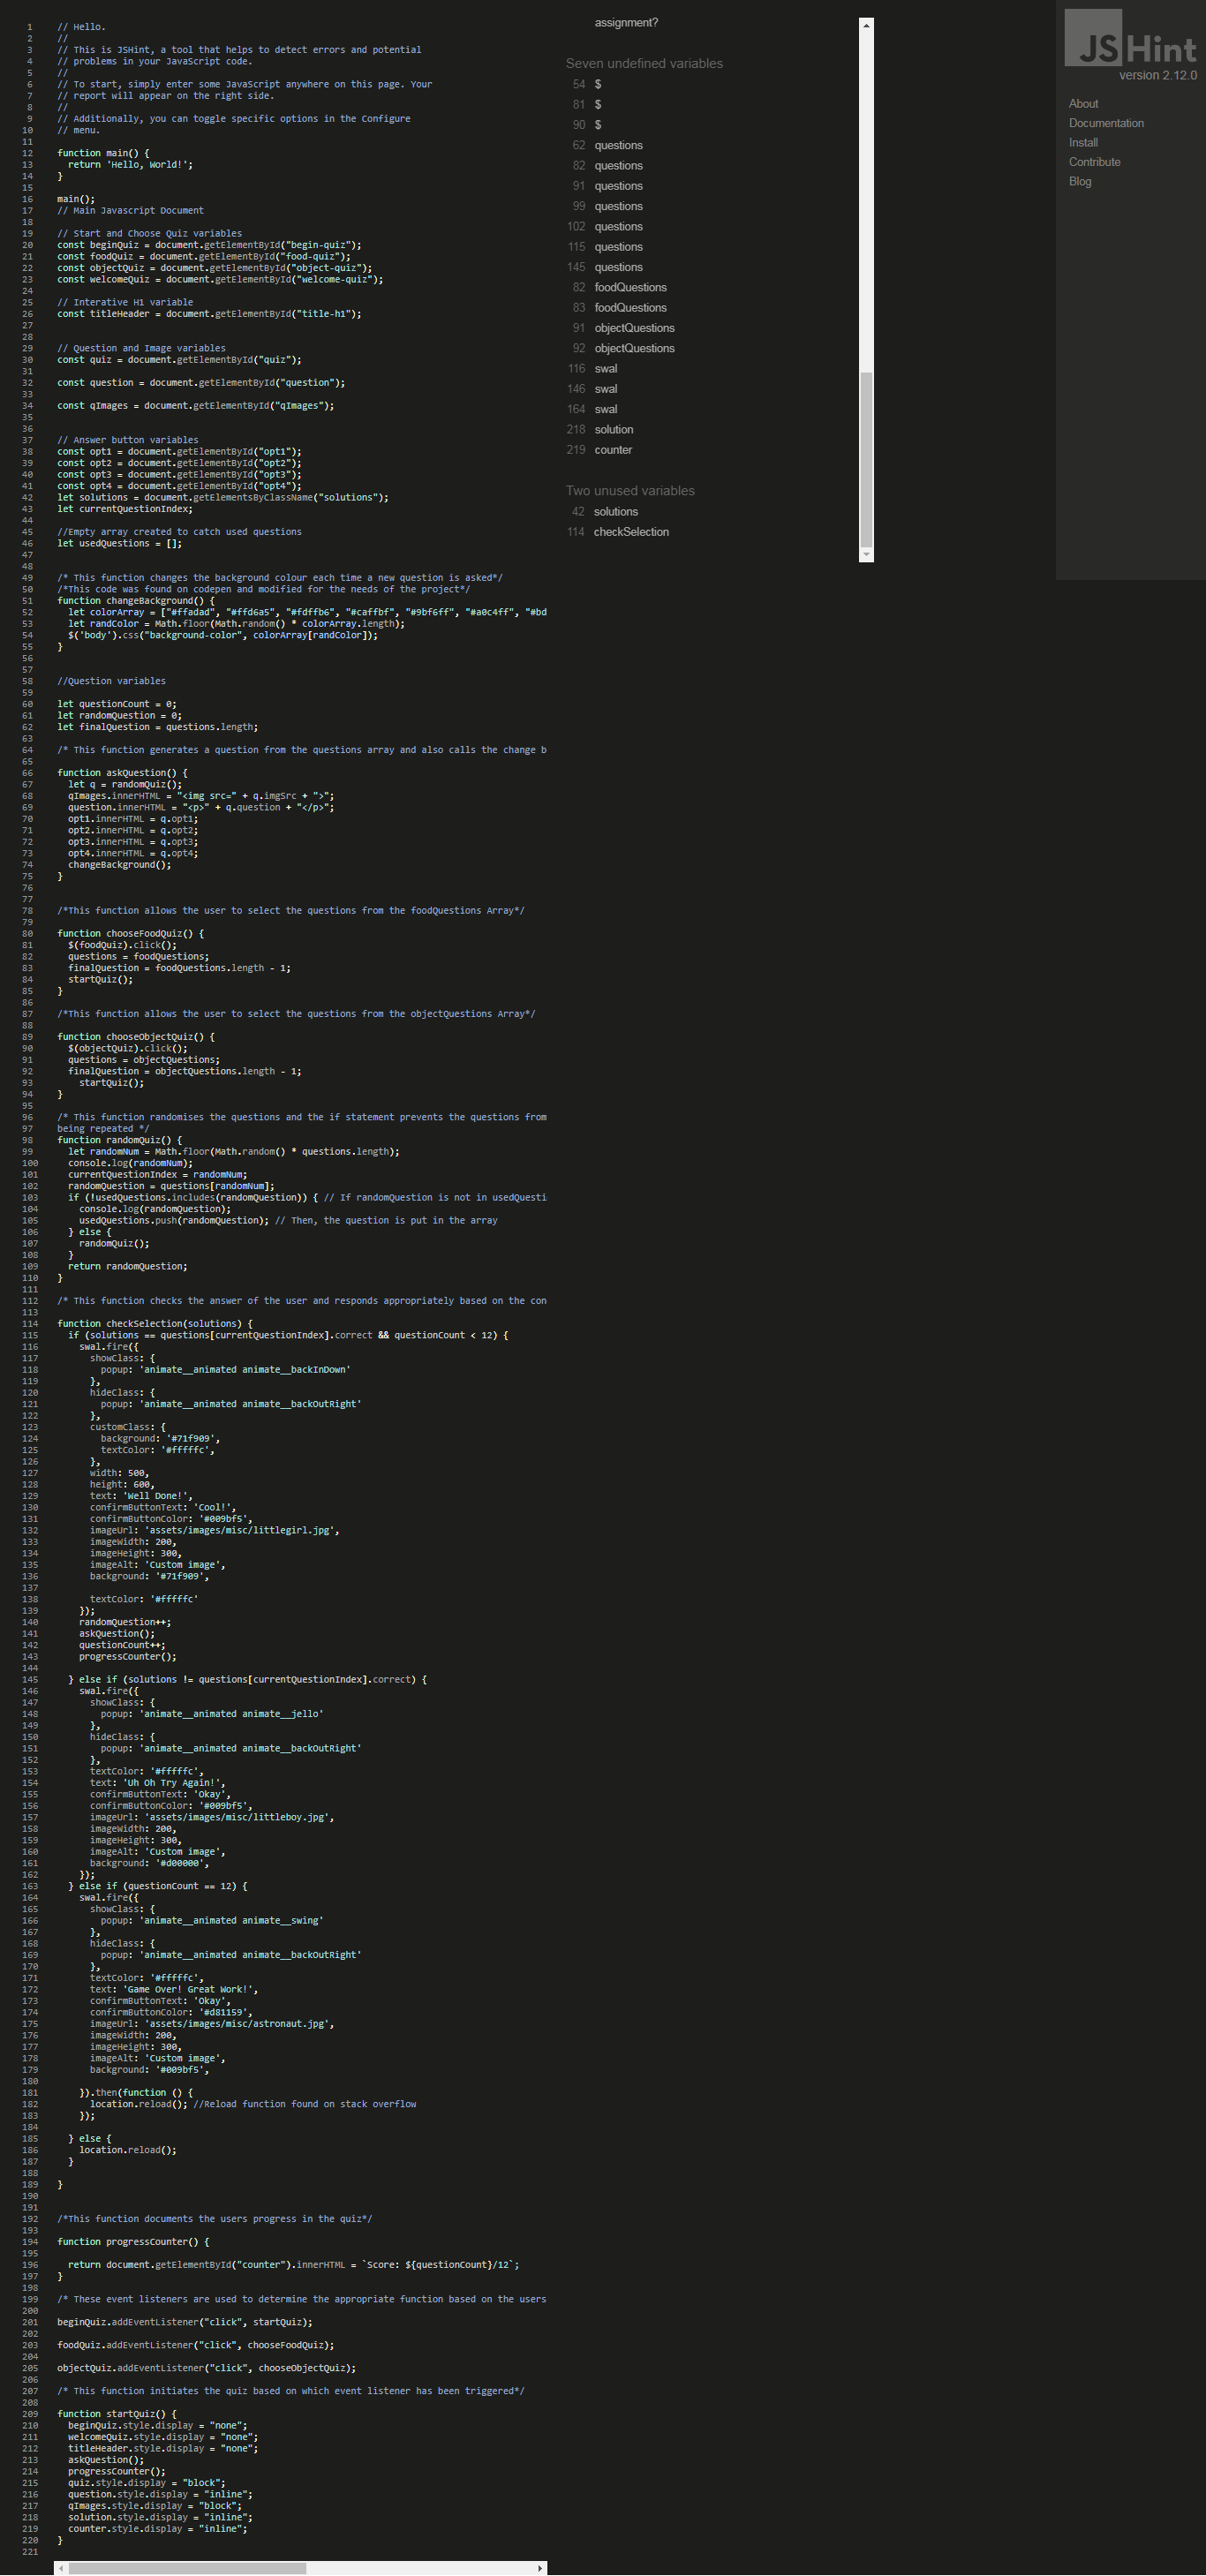 1 // Hello.
2 //
3 // This is JSHint, a tool that helps to detect errors and potential
4 // problems in your JavaScript code.
5 //
6 // To start, simply enter some JavaScript anywhere on this page. Your
7 // report will appear on the right side.
8 //
9 // Additionally, you can toggle specific options in the Configure
10 // menu.
11
12 function main() {
13   return 'Hello, World!';
14 }
15
16 main();
17 // Main Javascript Document
18
19 // Start and Choose Quiz variables
20 const beginQuiz = document.getElementById("begin-quiz");
21 const foodQuiz = document.getElementById("food-quiz");
22 const objectQuiz = document.getElementById("object-quiz");
23 const welcomeQuiz = document.getElementById("welcome-quiz");
24
25 // Interative H1 variable
26 const titleHeader = document.getElementById("title-h1");
27
28
29 // Question and Image variables
30 const quiz = document.getElementById("quiz");
31
32 const question = document.getElementById("question");
33
34 const qImages = document.getElementById("qImages");
35
36
37 // Answer button variables
38 const opt1 = document.getElementById("opt1");
39 const opt2 = document.getElementById("opt2");
40 const opt3 = document.getElementById("opt3");
41 const opt4 = document.getElementById("opt4");
42 let solutions = document.getElementsByClassName("solutions");
43 let currentQuestionIndex;
44
45 //Empty array created to catch used questions
46 let usedQuestions = [];
47
48
49 /* This function changes the background colour each time a new question is asked*/
50 /*This code was found on codepen and modified for the needs of the project*/
51 function changeBackground() {
52   let colorArray = ["#ffadad", "#ffd6a5", "#fdffb6", "#caffbf", "#9bf6ff", "#a0c4ff", "#bd
53   let randColor = Math.floor(Math.random() * colorArray.length);
54   $('body').css("background-color", colorArray[randColor]);
55 }
56
57
58 //Question variables
59
60 let questionCount = 0;
61 let randomQuestion = 0;
62 let finalQuestion = questions.length;
63
64 /* This function generates a question from the questions array and also calls the change b
65
66 function askQuestion() {
67   let q = randomQuiz();
68   qImages.innerHTML = "<img src=" + q.imgSrc + ">";
69   question.innerHTML = "<p>" + q.question + "</p>";
70   opt1.innerHTML = q.opt1;
71   opt2.innerHTML = q.opt2;
72   opt3.innerHTML = q.opt3;
73   opt4.innerHTML = q.opt4;
74   changeBackground();
75 }
76
77
78 /*This function allows the user to select the questions from the foodQuestions Array*/
79
80 function chooseFoodQuiz() {
81   $(foodQuiz).click();
82   questions = foodQuestions;
83   finalQuestion = foodQuestions.length - 1;
84   startQuiz();
85 }
86
87 /*This function allows the user to select the questions from the objectQuestions Array*/
88
89 function chooseObjectQuiz() {
90   $(objectQuiz).click();
91   questions = objectQuestions;
92   finalQuestion = objectQuestions.length - 1;
93     startQuiz();
94 }
95
96 /* This function randomises the questions and the if statement prevents the questions from
97 being repeated */
98 function randomQuiz() {
99   let randomNum = Math.floor(Math.random() * questions.length);
100   console.log(randomNum);
101   currentQuestionIndex = randomNum;
102   randomQuestion = questions[randomNum];
103   if (!usedQuestions.includes(randomQuestion)) { // If randomQuestion is not in usedQuesti
104     console.log(randomQuestion);
105     usedQuestions.push(randomQuestion); // Then, the question is put in the array
106   } else {
107     randomQuiz();
108   }
109   return randomQuestion;
110 }
111
112 /* This function checks the answer of the user and responds appropriately based on the con
113
114 function checkSelection(solutions) {
115   if (solutions == questions[currentQuestionIndex].correct && questionCount < 12) {
116     swal.fire({
117       showClass: {
118         popup: 'animate__animated animate__backInDown'
119       },
120       hideClass: {
121         popup: 'animate__animated animate__backOutRight'
122       },
123       customClass: {
124         background: '#71f909',
125         textColor: '#fffffc',
126       },
127       width: 500,
128       height: 600,
129       text: 'Well Done!',
130       confirmButtonText: 'Cool!',
131       confirmButtonColor: '#009bf5',
132       imageUrl: 'assets/images/misc/littlegirl.jpg',
133       imageWidth: 200,
134       imageHeight: 300,
135       imageAlt: 'Custom image',
136       background: '#71f909',
137
138       textColor: '#fffffc'
139     });
140     randomQuestion++;
141     askQuestion();
142     questionCount++;
143     progressCounter();
144
145   } else if (solutions != questions[currentQuestionIndex].correct) {
146     swal.fire({
147       showClass: {
148         popup: 'animate__animated animate__jello'
149       },
150       hideClass: {
151         popup: 'animate__animated animate__backOutRight'
152       },
153       textColor: '#fffffc',
154       text: 'Uh Oh Try Again!',
155       confirmButtonText: 'Okay',
156       confirmButtonColor: '#009bf5',
157       imageUrl: 'assets/images/misc/littleboy.jpg',
158       imageWidth: 200,
159       imageHeight: 300,
160       imageAlt: 'Custom image',
161       background: '#d00000',
162     });
163   } else if (questionCount == 12) {
164     swal.fire({
165       showClass: {
166         popup: 'animate__animated animate__swing'
167       },
168       hideClass: {
169         popup: 'animate__animated animate__backOutRight'
170       },
171       textColor: '#fffffc',
172       text: 'Game Over! Great Work!',
173       confirmButtonText: 'Okay',
174       confirmButtonColor: '#d81159',
175       imageUrl: 'assets/images/misc/astronaut.jpg',
176       imageWidth: 200,
177       imageHeight: 300,
178       imageAlt: 'Custom image',
179       background: '#009bf5',
180
181     }).then(function () {
182       location.reload(); //Reload function found on stack overflow
183     });
184
185   } else {
186     location.reload();
187   }
188
189 }
190
191
192 /*This function documents the users progress in the quiz*/
193
194 function progressCounter() {
195
196   return document.getElementById("counter").innerHTML = `Score: ${questionCount}/12`;
197 }
198
199 /* These event listeners are used to determine the appropriate function based on the users
200
201 beginQuiz.addEventListener("click", startQuiz);
202
203 foodQuiz.addEventListener("click", chooseFoodQuiz);
204
205 objectQuiz.addEventListener("click", chooseObjectQuiz);
206
207 /* This function initiates the quiz based on which event listener has been triggered*/
208
209 function startQuiz() {
210   beginQuiz.style.display = "none";
211   welcomeQuiz.style.display = "none";
212   titleHeader.style.display = "none";
213   askQuestion();
214   progressCounter();
215   quiz.style.display = "block";
216   question.style.display = "inline";
217   qImages.style.display = "block";
218   solution.style.display = "inline";
219   counter.style.display = "inline";
220 }
221
assignment?
Seven undefined variables
54 $
81 $
90 $
62 questions
82 questions
91 questions
99 questions
102 questions
115 questions
145 questions
82 foodQuestions
83 foodQuestions
91 objectQuestions
92 objectQuestions
116 swal
146 swal
164 swal
218 solution
219 counter
Two unused variables
42 solutions
114 checkSelection
JSHint
version 2.12.0
About
Documentation
Install
Contribute
Blog